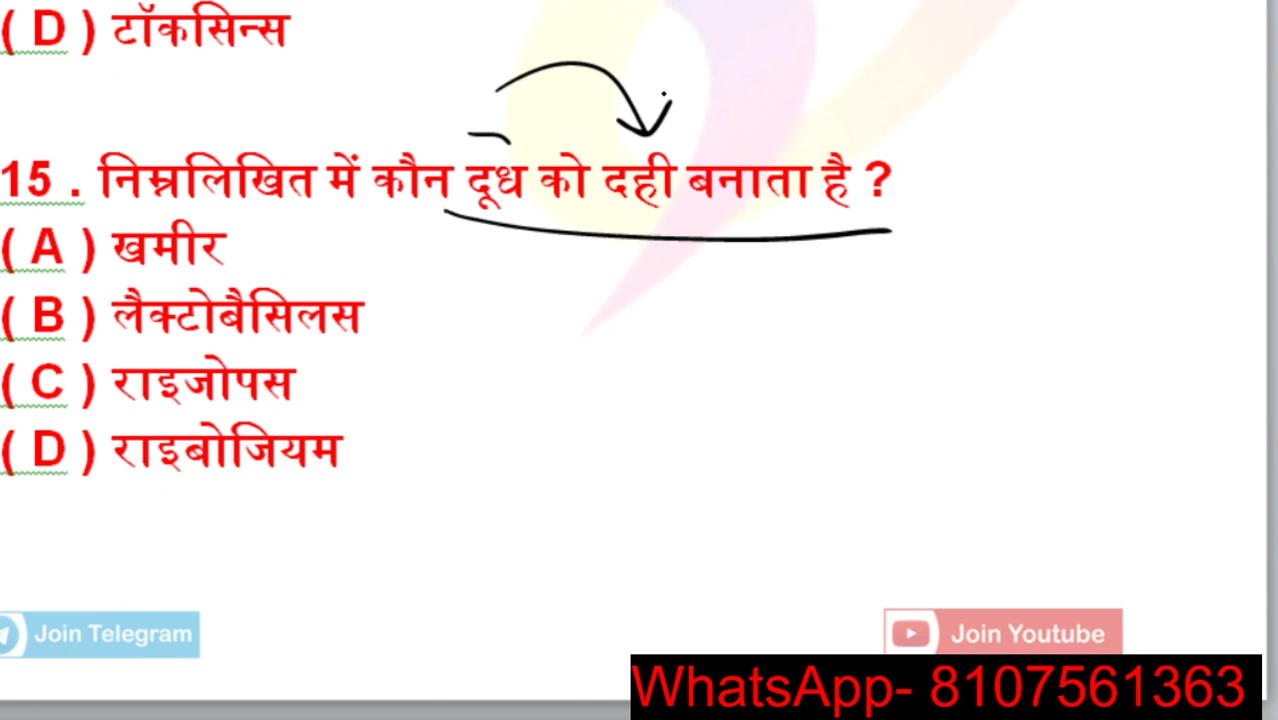 ( D ) टॉकसिन्स
15 . निम्नलिखित में कौन दूध को दही बनाता है ?
( A ) खमीर
( B ) लैक्टोबैसिलस
( C ) राइजोपस
( D ) राइबोजियम
Join Telegram
Join Youtube
WhatsApp- 8107561363